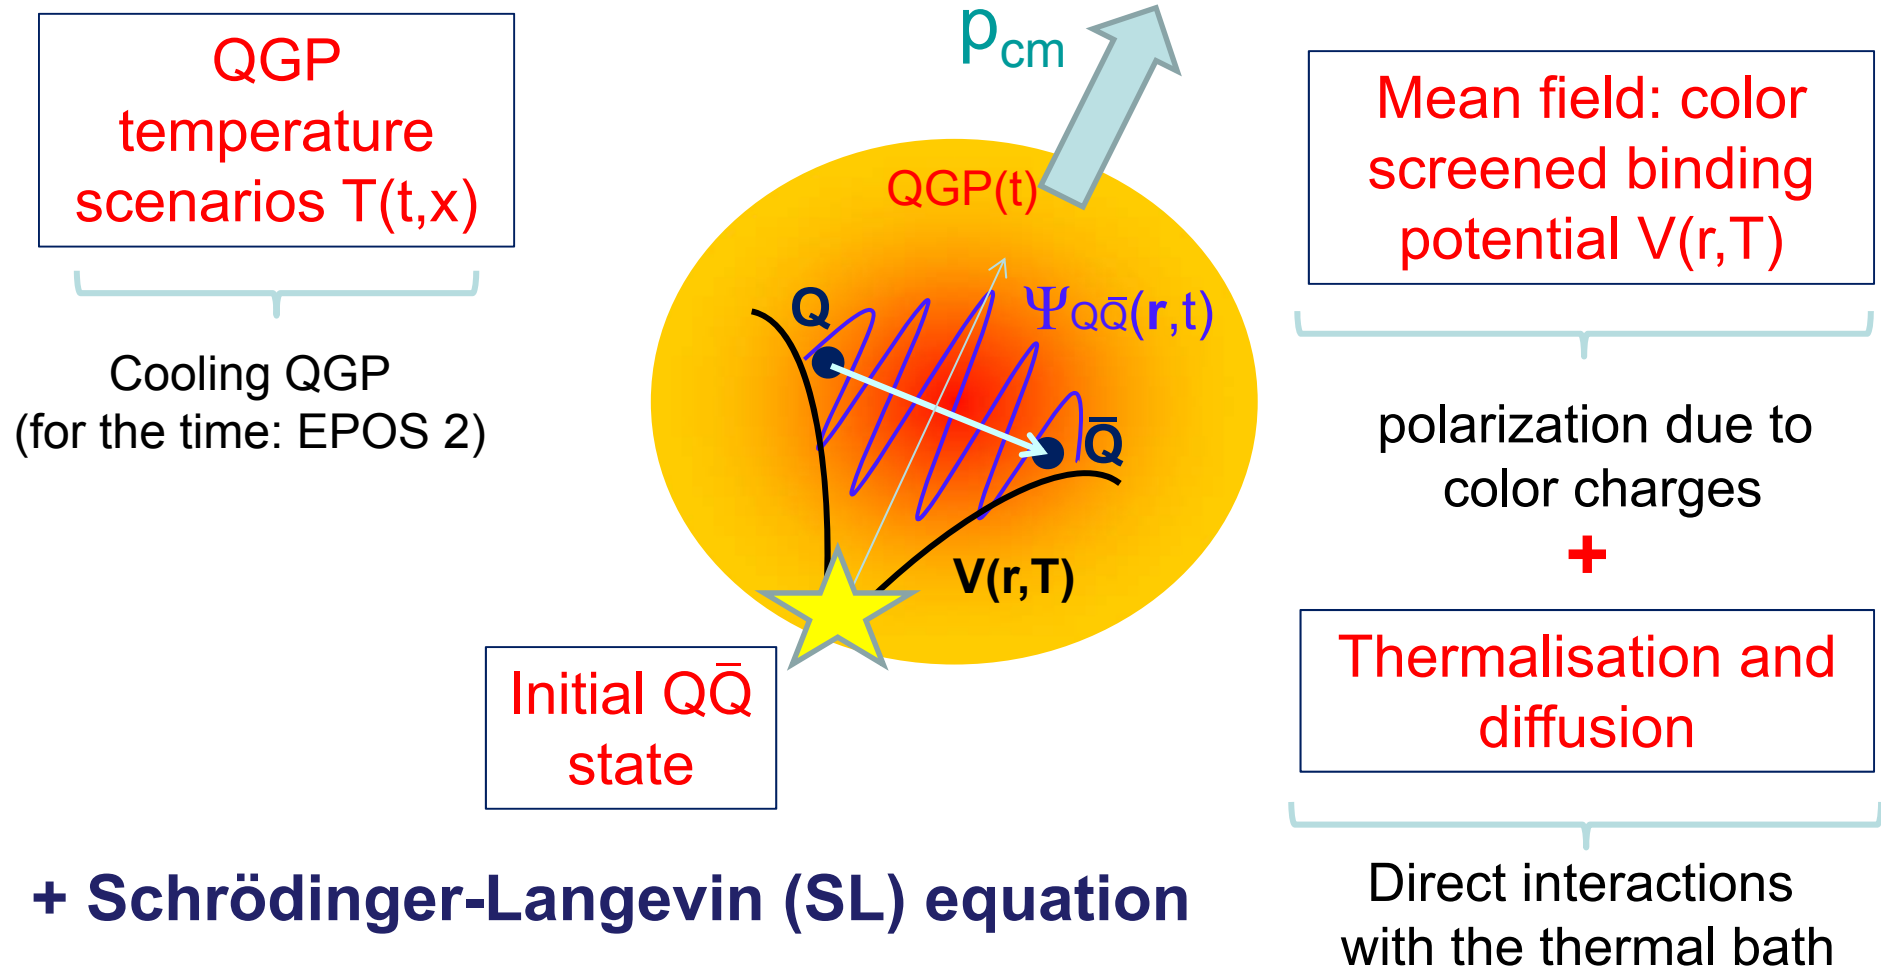 QGP
temperature
scenarios T(t,x)
Cooling QGP
(for the time: EPOS 2)
p_cm
QGP(t)
Q
Ψ_QQ̄(r,t)
Q̄
V(r,T)
Initial QQ̄
state
Mean field: color
screened binding
potential V(r,T)
polarization due to
color charges
+
Thermalisation and
diffusion
Direct interactions
with the thermal bath
+ Schrödinger-Langevin (SL) equation